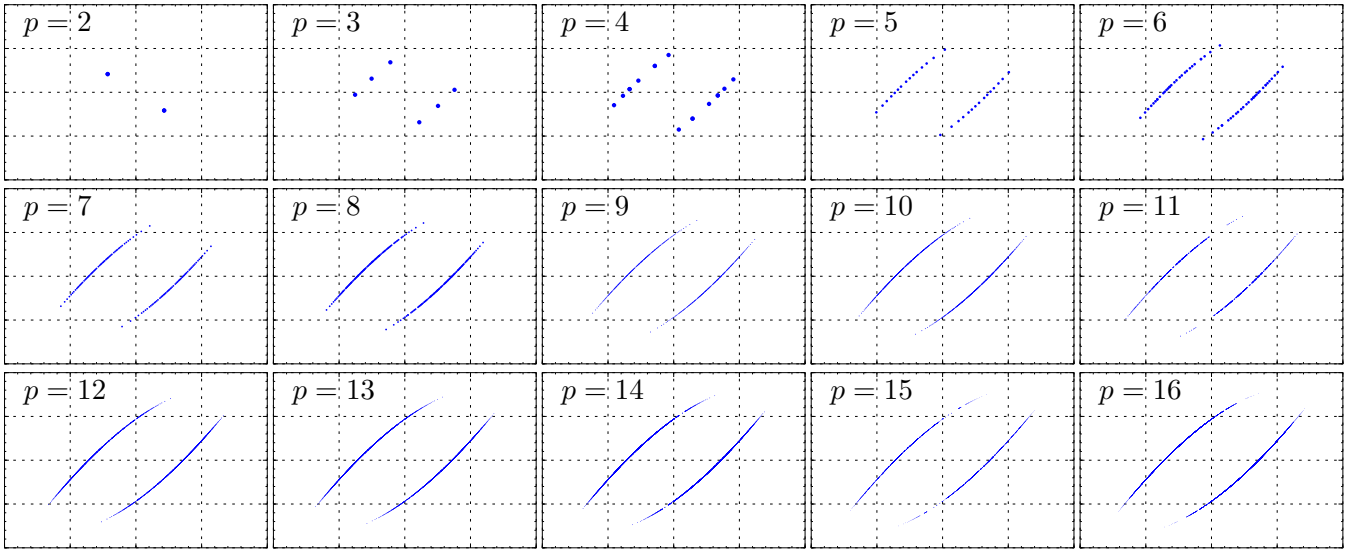 p = 2 p = 3 p = 4 p = 5 p = 6
p = 7 p = 8 p = 9 p = 10 p = 11
p = 12 p = 13 p = 14 p = 15 p = 16